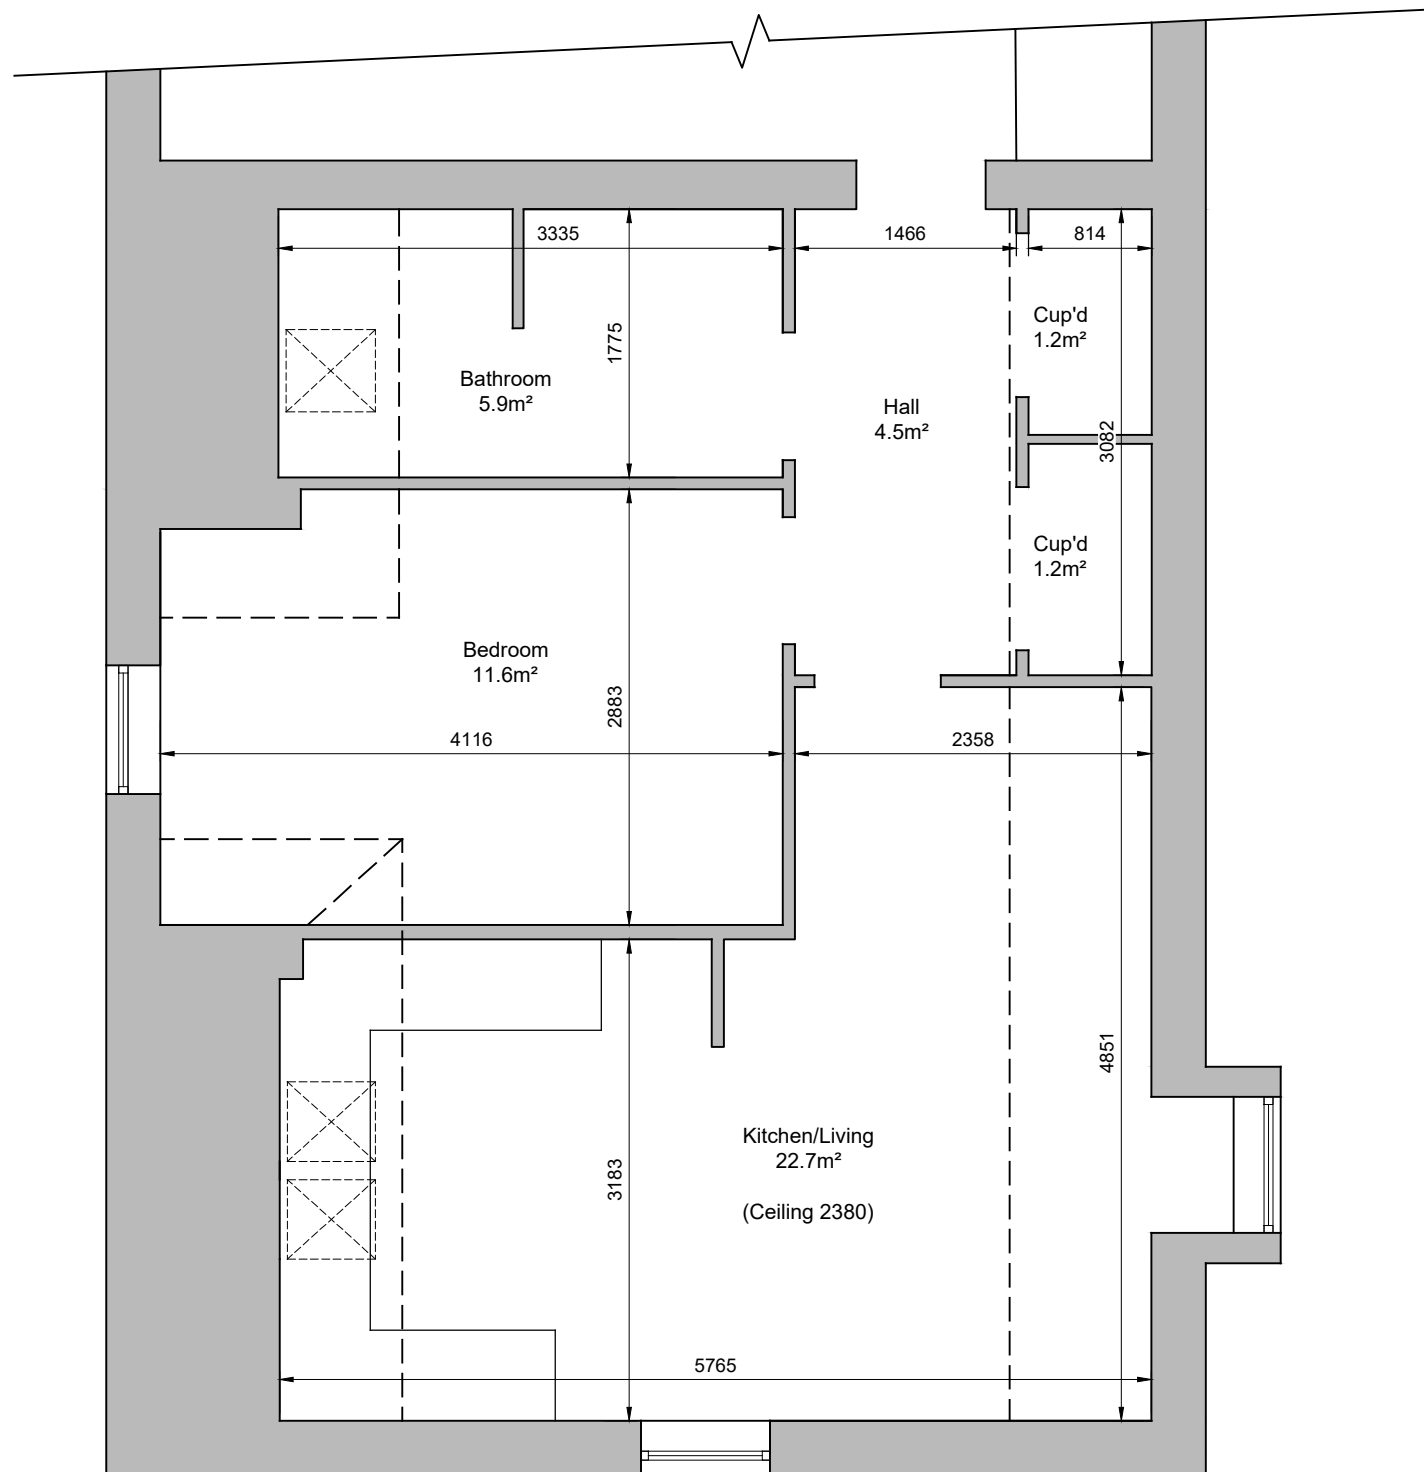 3335
1466
814
1775
Cup'd
1.2m²
Bathroom
5.9m²
Hall
4.5m²
3082
Cup'd
1.2m²
Bedroom
11.6m²
2883
4116
2358
4851
Kitchen/Living
22.7m²
3183
(Ceiling 2380)
5765